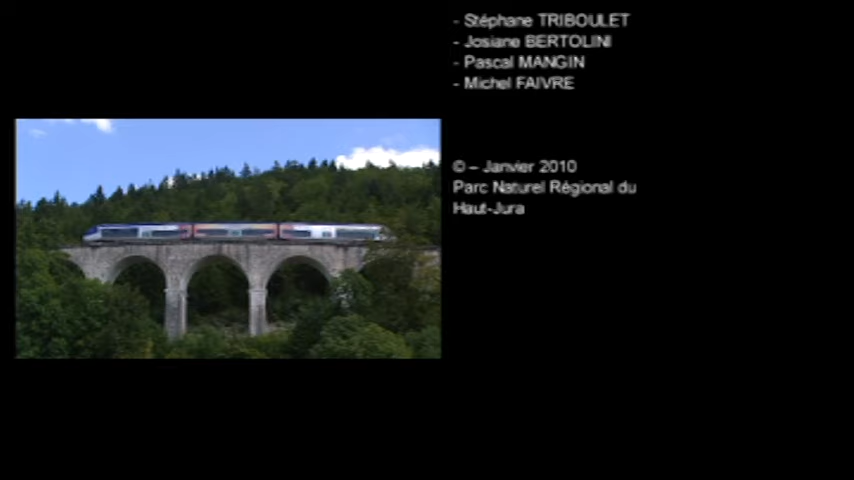 - Stéphane TRIBOULET
- Josiane BERTOLINI
- Pascal MANGIN
- Michel FAIVRE
© – Janvier 2010
Parc Naturel Régional du
Haut-Jura